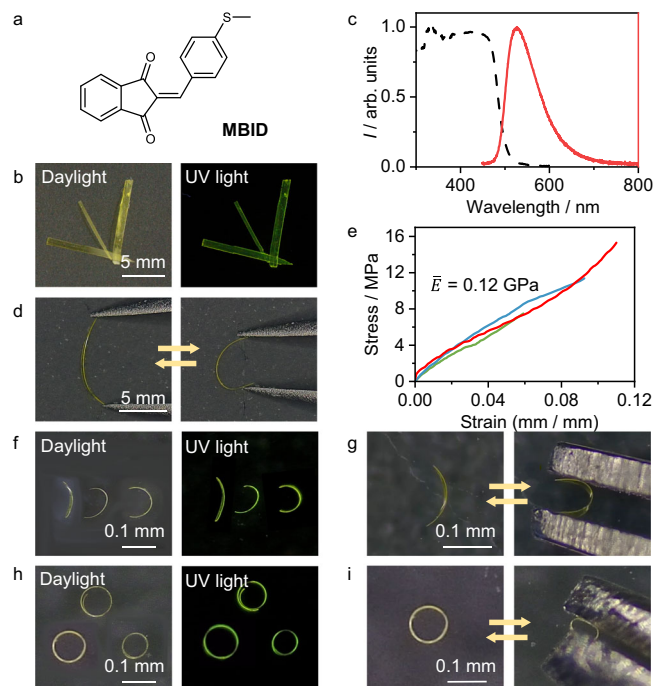 a
S
O
O
MBID
b
Daylight
UV light
5 mm
c
I / arb. units
1.0
0.5
0.0
400
600
800
Wavelength / nm
d
5 mm
e
Stress / MPa
16
12
8
4
0
Ē = 0.12 GPa
0.00
0.04
0.08
0.12
Strain (mm / mm)
f
Daylight
UV light
0.1 mm
g
0.1 mm
h
Daylight
UV light
0.1 mm
i
0.1 mm